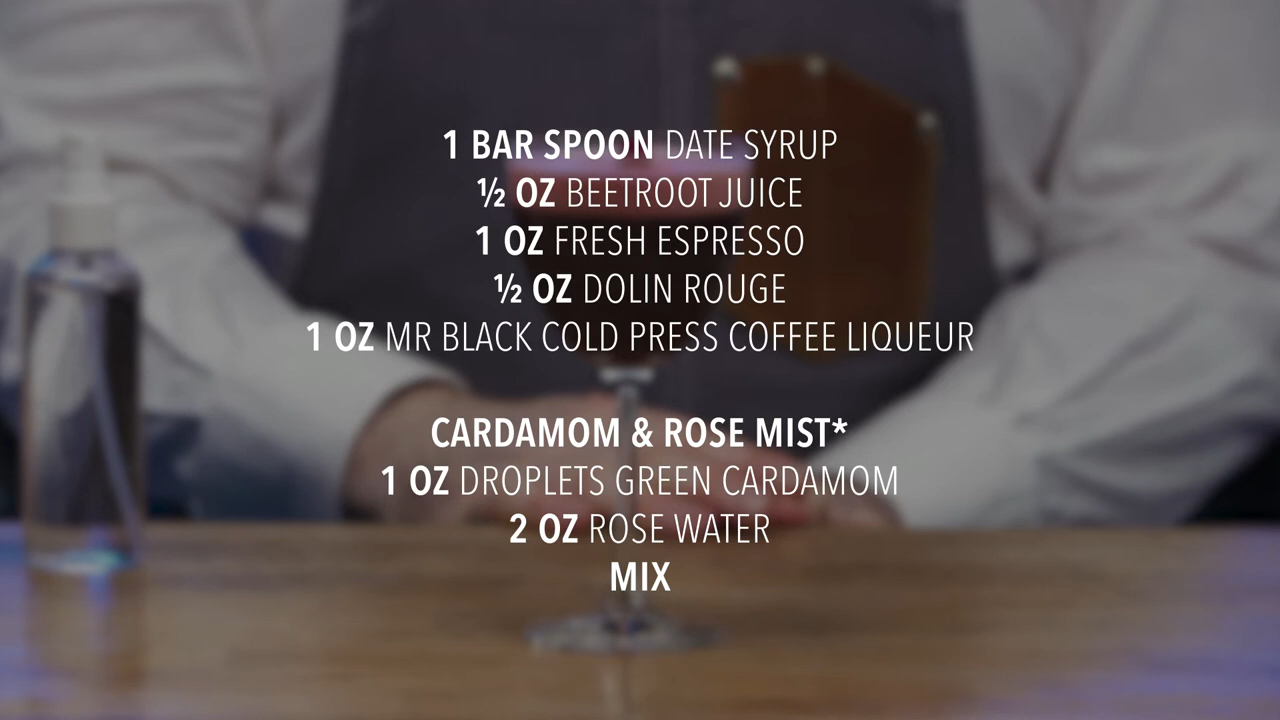 1 BAR SPOON DATE SYRUP
½ OZ BEETROOT JUICE
1 OZ FRESH ESPRESSO
½ OZ DOLIN ROUGE
1 OZ MR BLACK COLD PRESS COFFEE LIQUEUR
CARDAMOM & ROSE MIST*
1 OZ DROPLETS GREEN CARDAMOM
2 OZ ROSE WATER
MIX